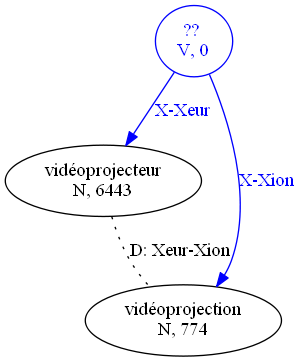 ??
V, 0
X-Xeur
vidéoprojecteur
N, 6443
X-Xion
D: Xeur-Xion
vidéoprojection
N, 774